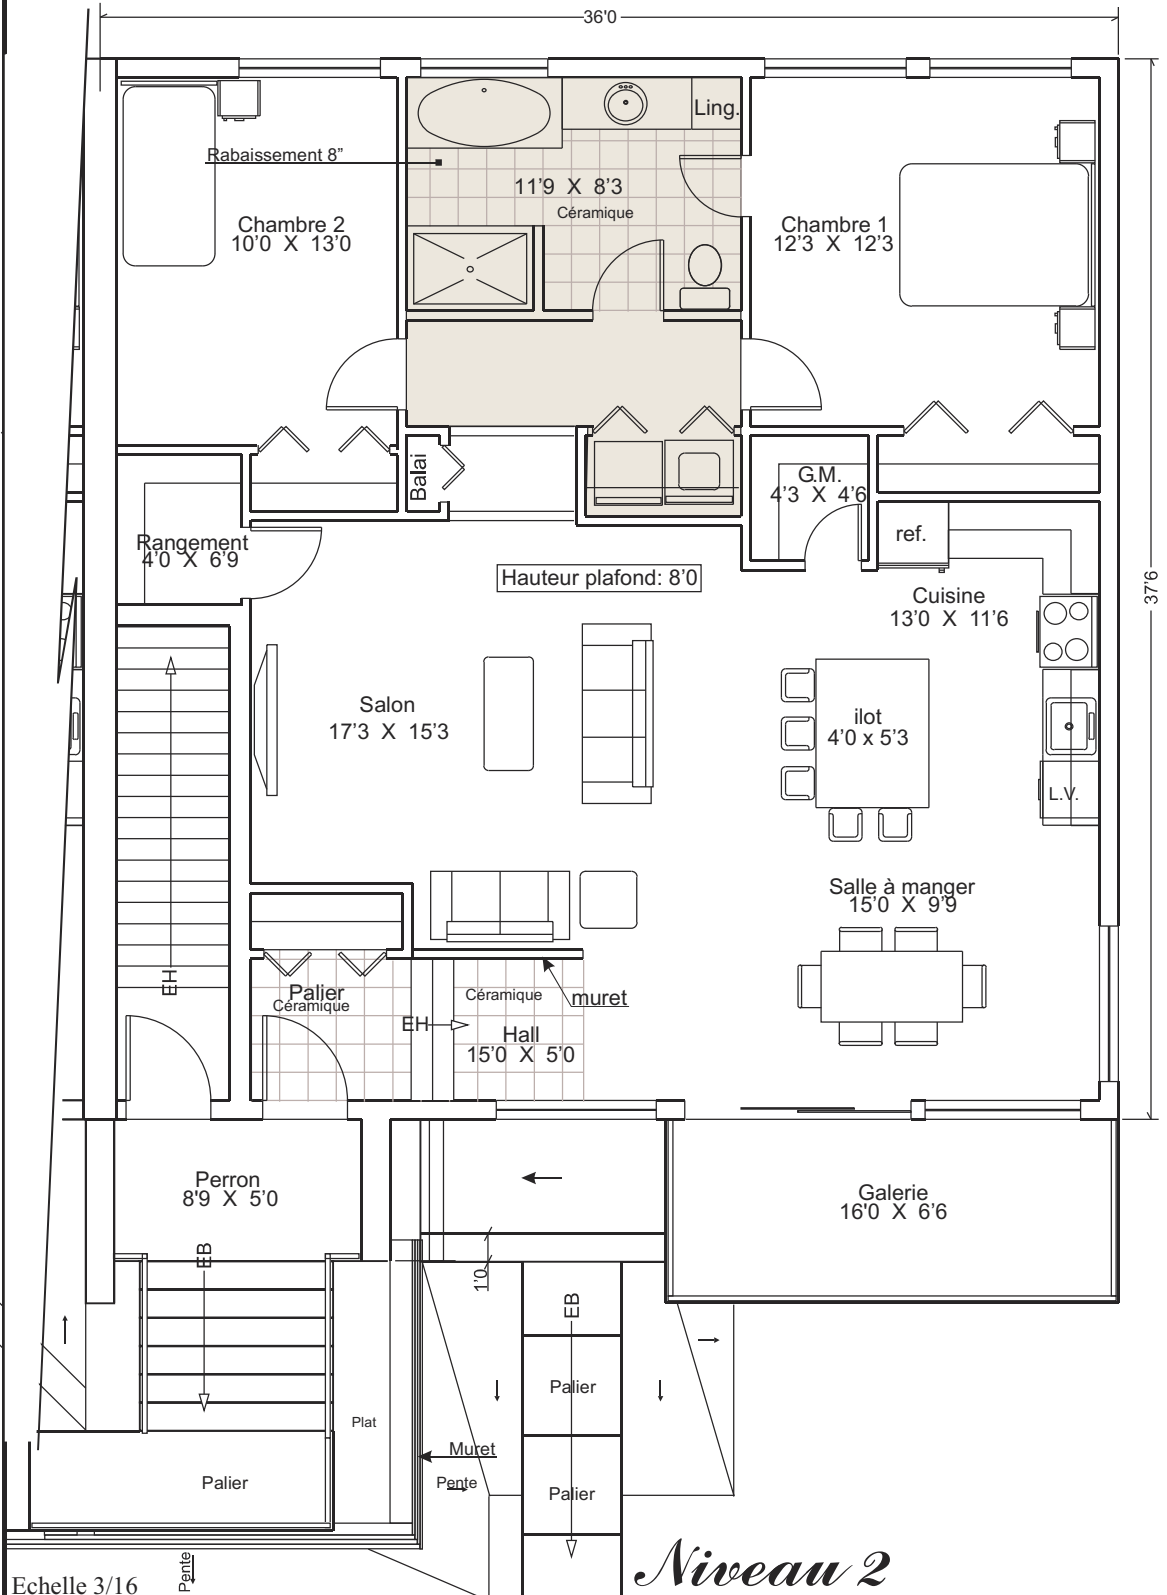 36'0
Ling.
Rabaissement 8”
11’9 X 8’3
Céramique
Chambre 2
10’0 X 13’0
Chambre 1
12’3 X 12’3
Balai
G.M.
4’3 X 4’6
Rangement
4’0 X 6’9
ref.
Hauteur plafond: 8’0
Cuisine
13’0 X 11’6
37'6
Salon
17’3 X 15’3
ilot
4’0 x 5’3
L.V.
Salle à manger
15’0 X 9’9
EH
Palier
Céramique
Céramique
muret
EH
Hall
15’0 X 5’0
Perron
8'9 X 5’0
Galerie
16'0 X 6’6
EB
1'0
EB
Palier
Plat
Muret
Pente
Palier
Palier
Pente
Echelle 3/16
Niveau 2